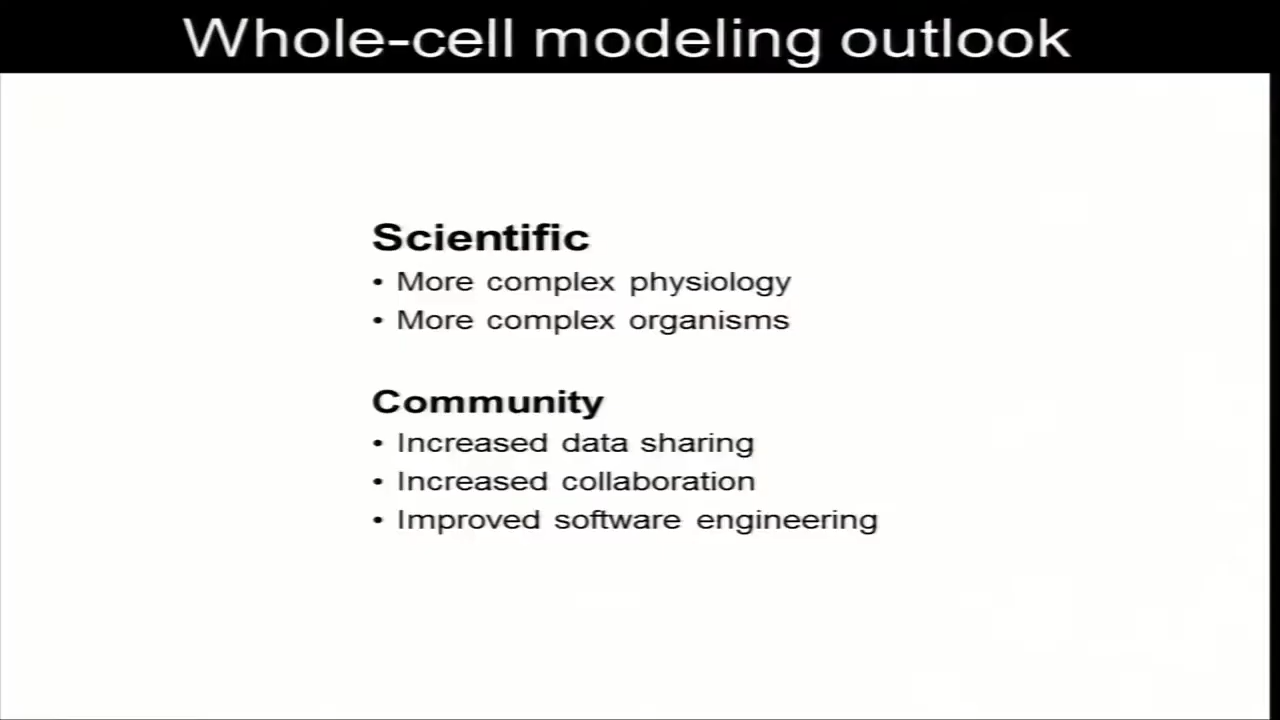 Whole-cell modeling outlook
Scientific
• More complex physiology
• More complex organisms
Community
• Increased data sharing
• Increased collaboration
• Improved software engineering